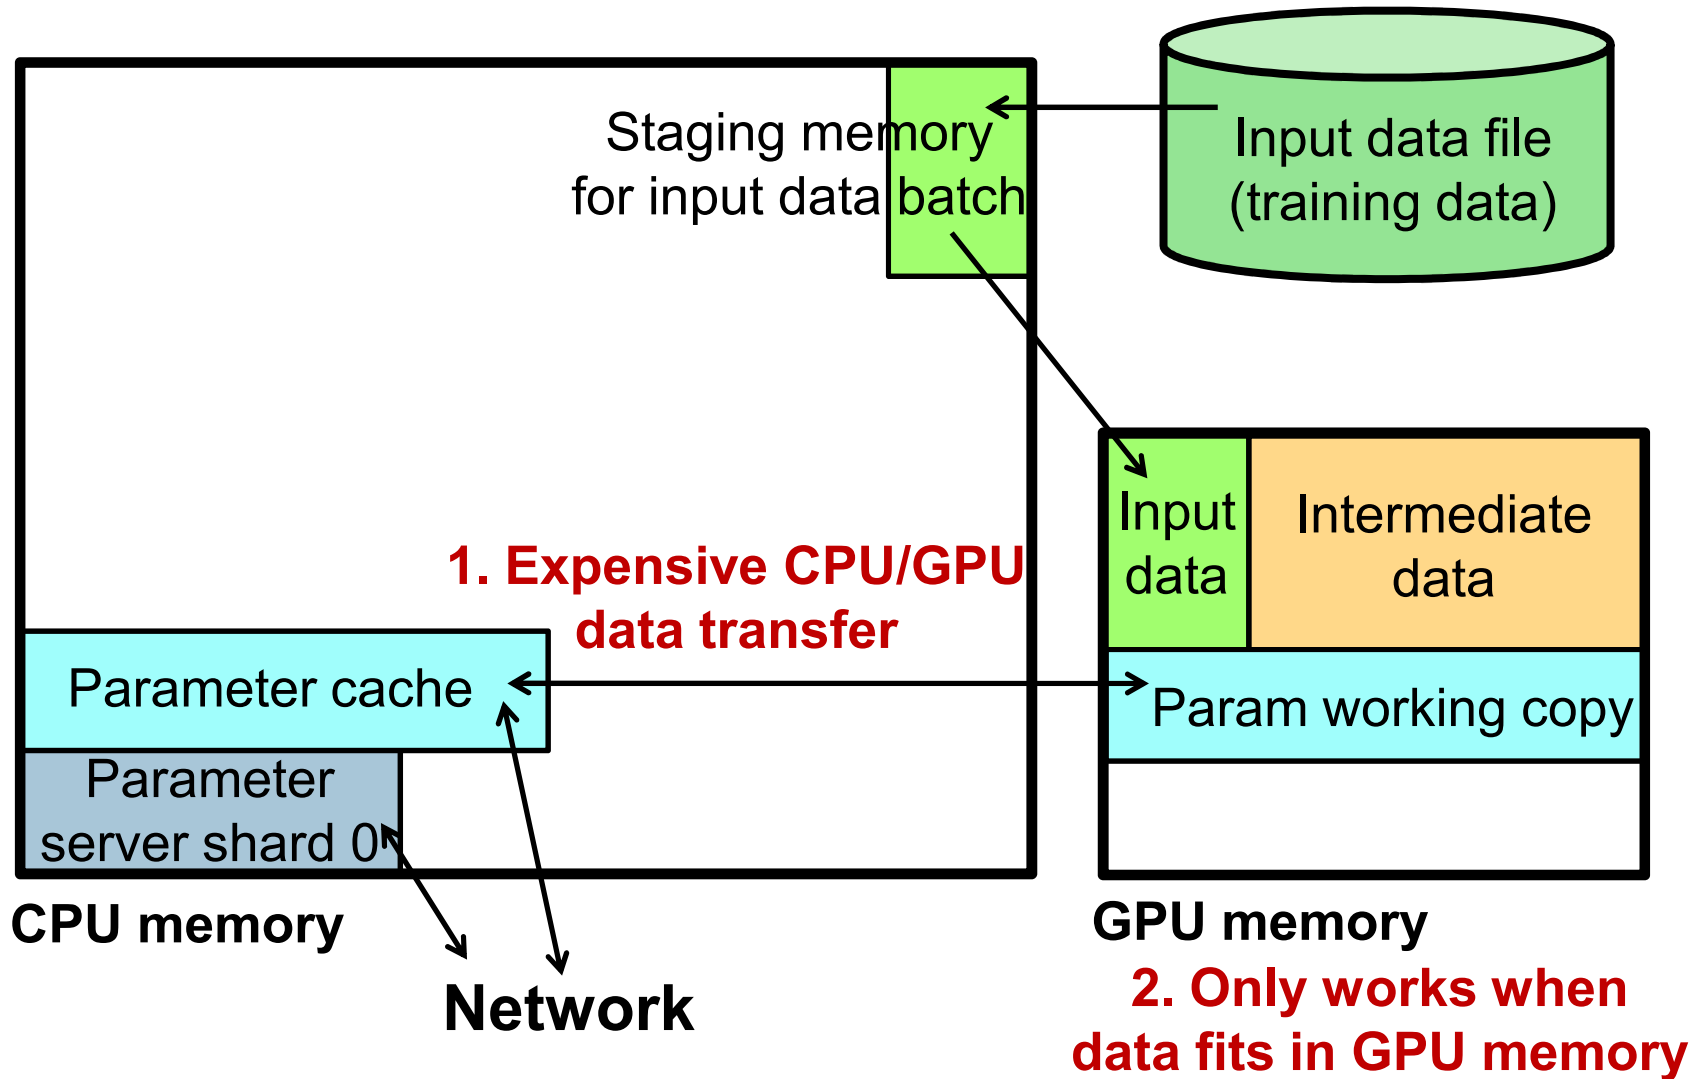 Staging memory
for input data batch
Input data file
(training data)
Input
data
Intermediate
data
1. Expensive CPU/GPU
data transfer
Parameter cache
Param working copy
Parameter
server shard 0
CPU memory
GPU memory
Network
2. Only works when
data fits in GPU memory